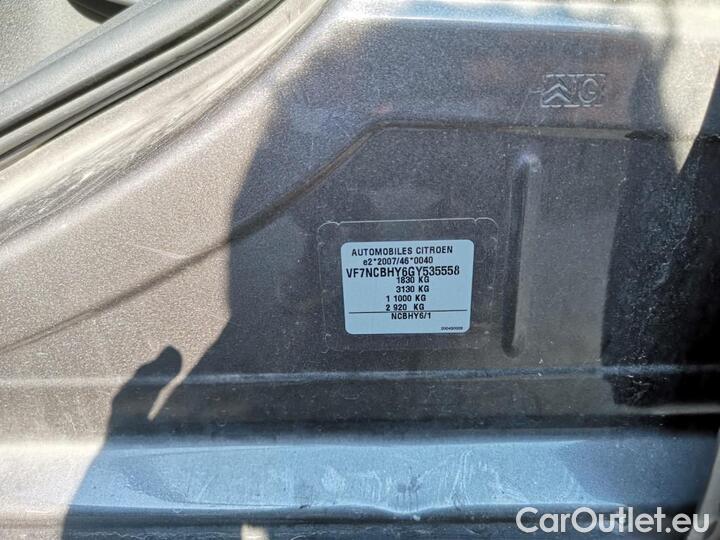 NG
AUTOMOBILES CITROEN
e2*2007/46*0040
VF7NCBHY6GY535558
1830 KG
3130 KG
1 1000 KG
2 920 KG
NCBHY6/1
CarOutlet.eu